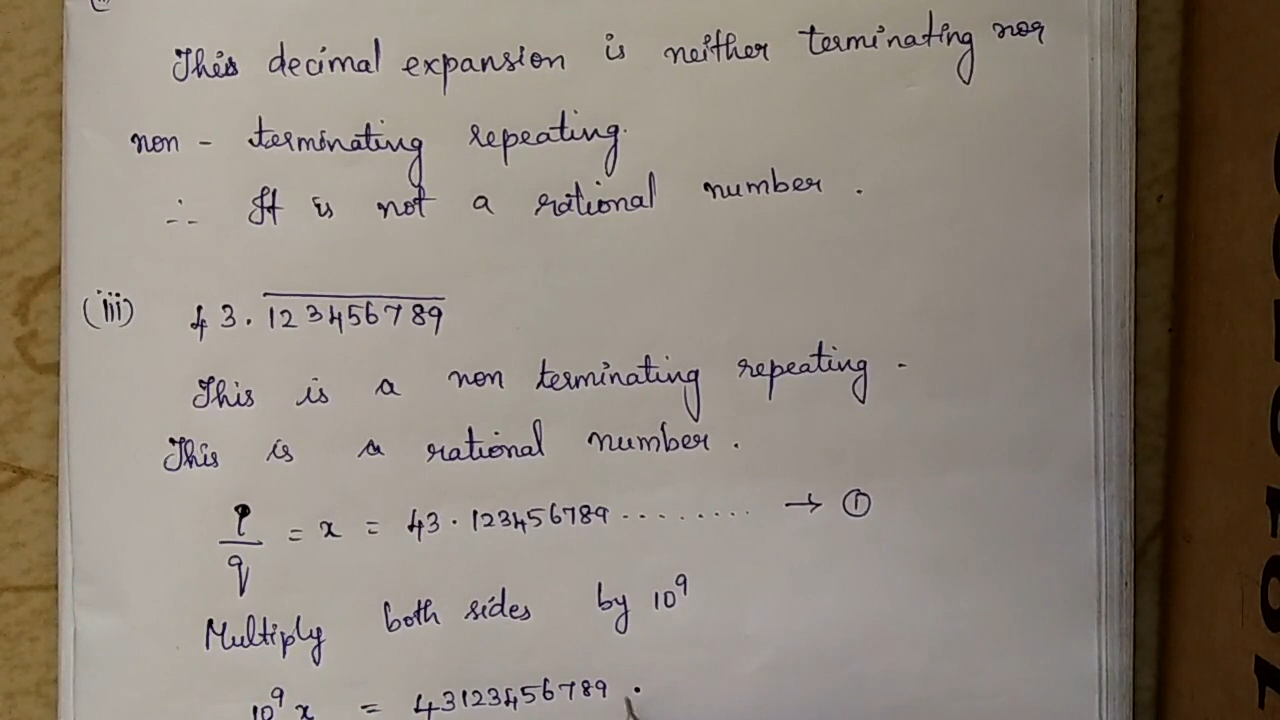 This decimal expansion is neither terminating nor
non - terminating repeating.
∴ It is not a rational number.
(iii) 43.\overline{123456789}
This is a non terminating repeating.
This is a rational number.
p/q = x = 43.123456789........ → ①
Multiply both sides by 10⁹
10⁹ x = 43123456789.